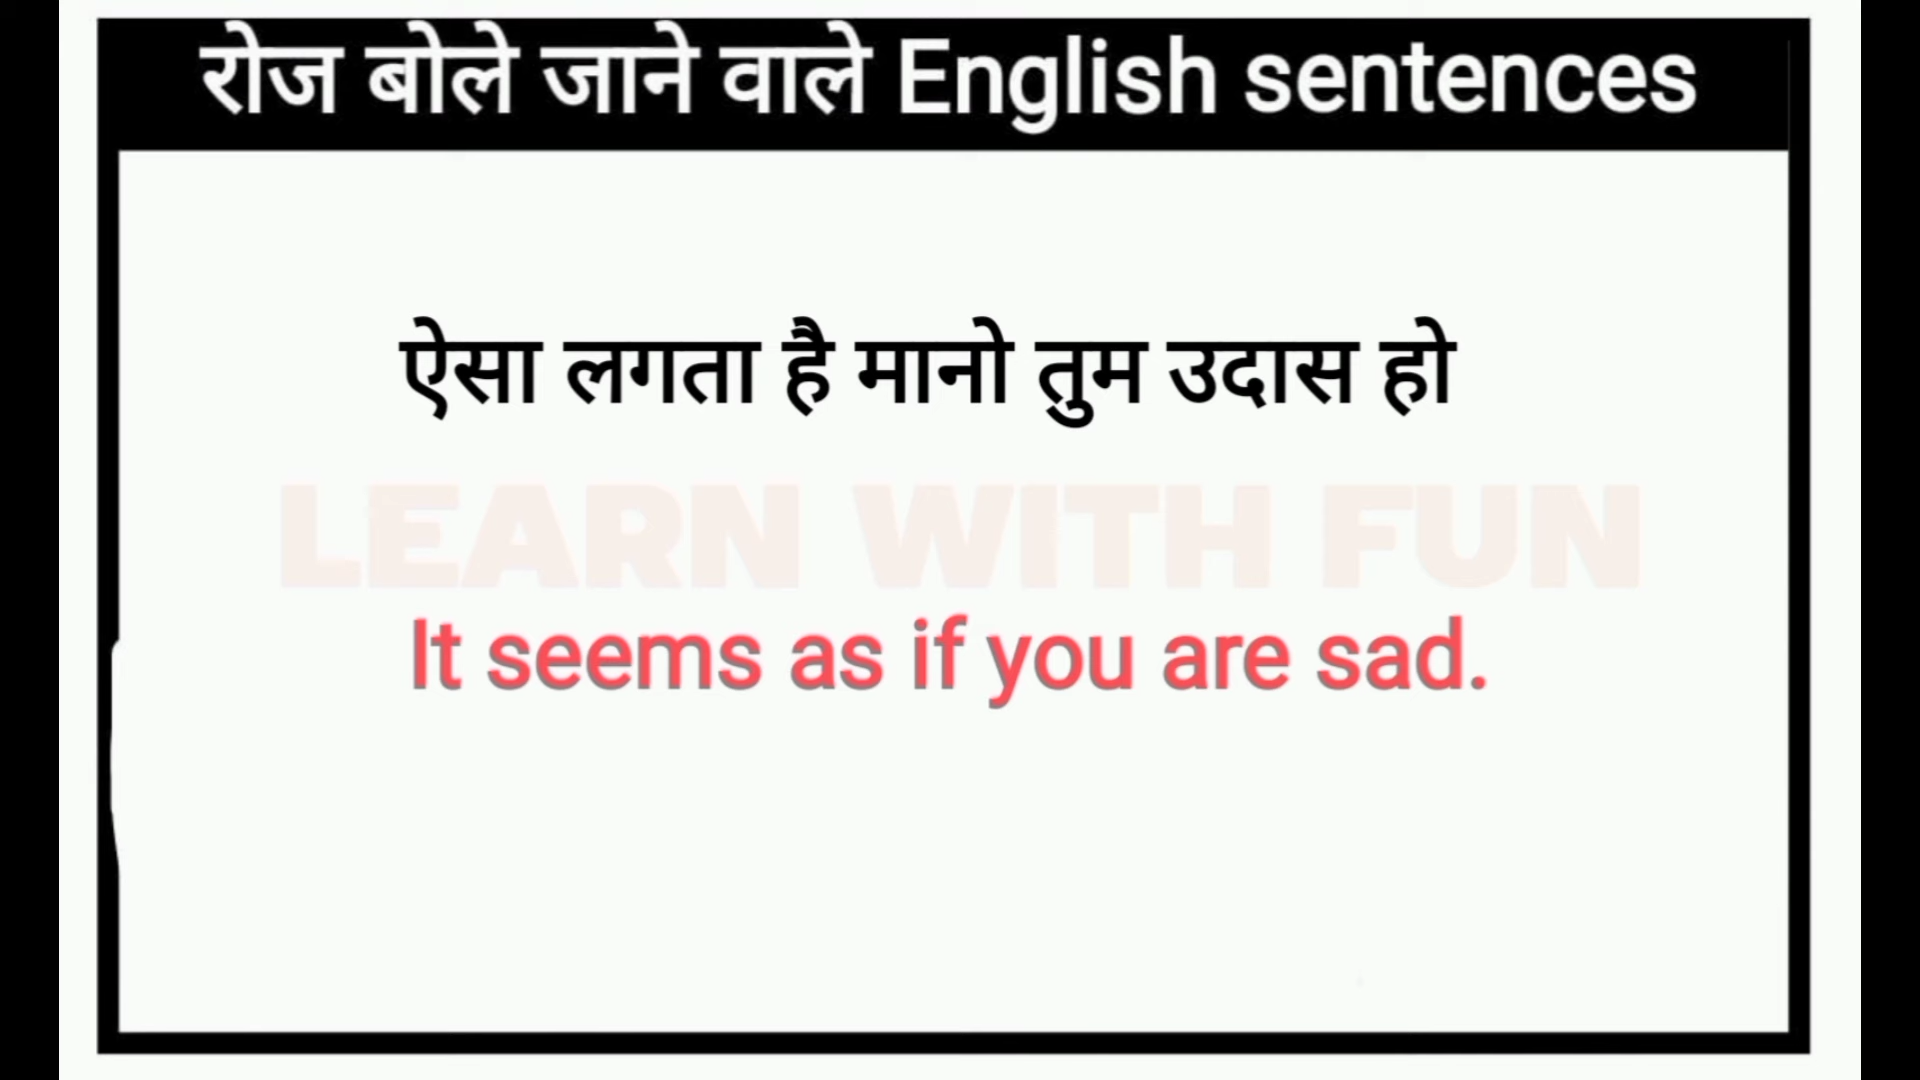 रोज बोले जाने वाले English sentences
ऐसा लगता है मानो तुम उदास हो
LEARN WITH FUN
It seems as if you are sad.